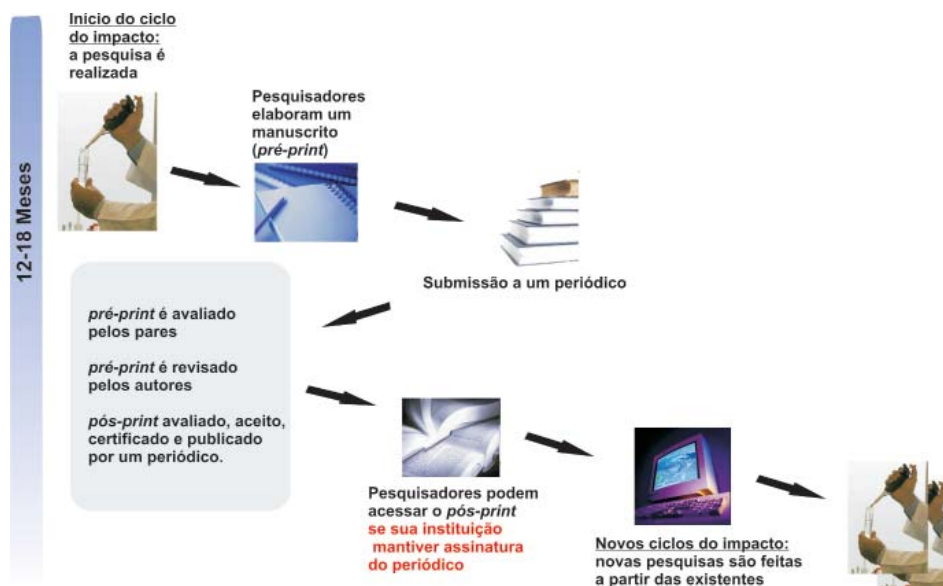 Início do ciclo
do impacto:
a pesquisa é
realizada
Pesquisadores
elaboram um
manuscrito
(pré-print)
12-18 Meses
Submissão a um periódico
pré-print é avaliado
pelos pares
pré-print é revisado
pelos autores
pós-print avaliado, aceito,
certificado e publicado
por um periódico.
Pesquisadores podem
acessar o pós-print
se sua instituição
mantiver assinatura
do periódico
Novos ciclos do impacto:
novas pesquisas são feitas
a partir das existentes